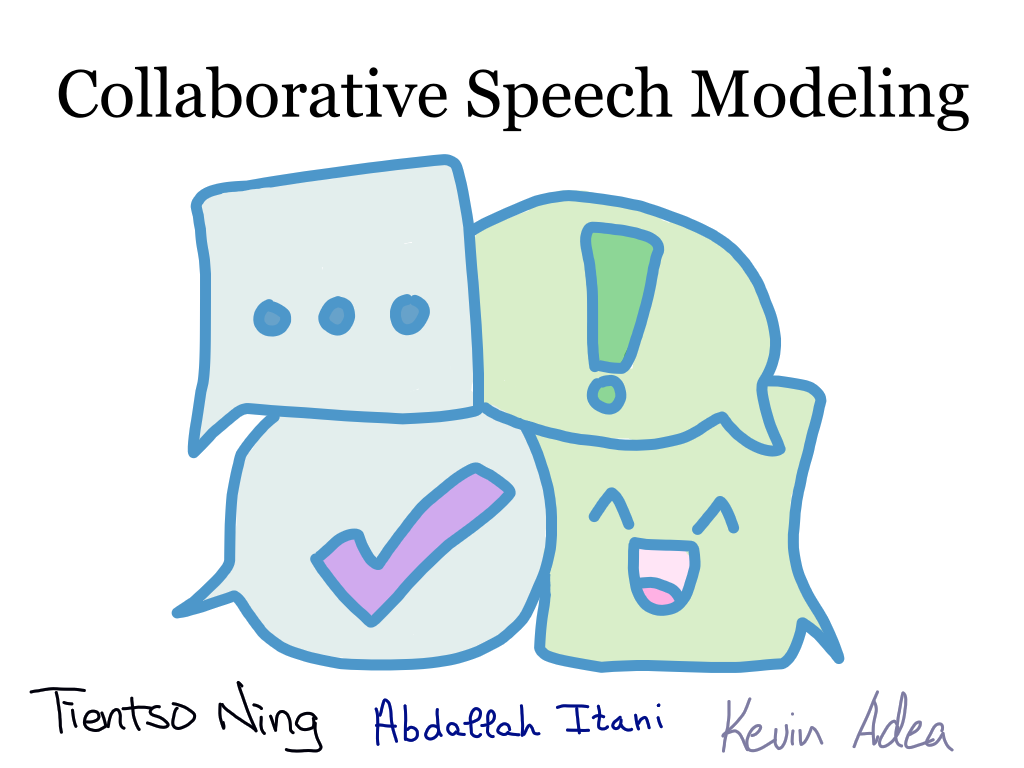 Collaborative Speech Modeling
Tientso Ning Abdallah Itani Kevin Adea